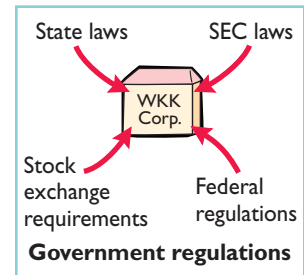 State laws
SEC laws
WKK
Corp.
Stock
exchange
requirements
Federal
regulations
Government regulations